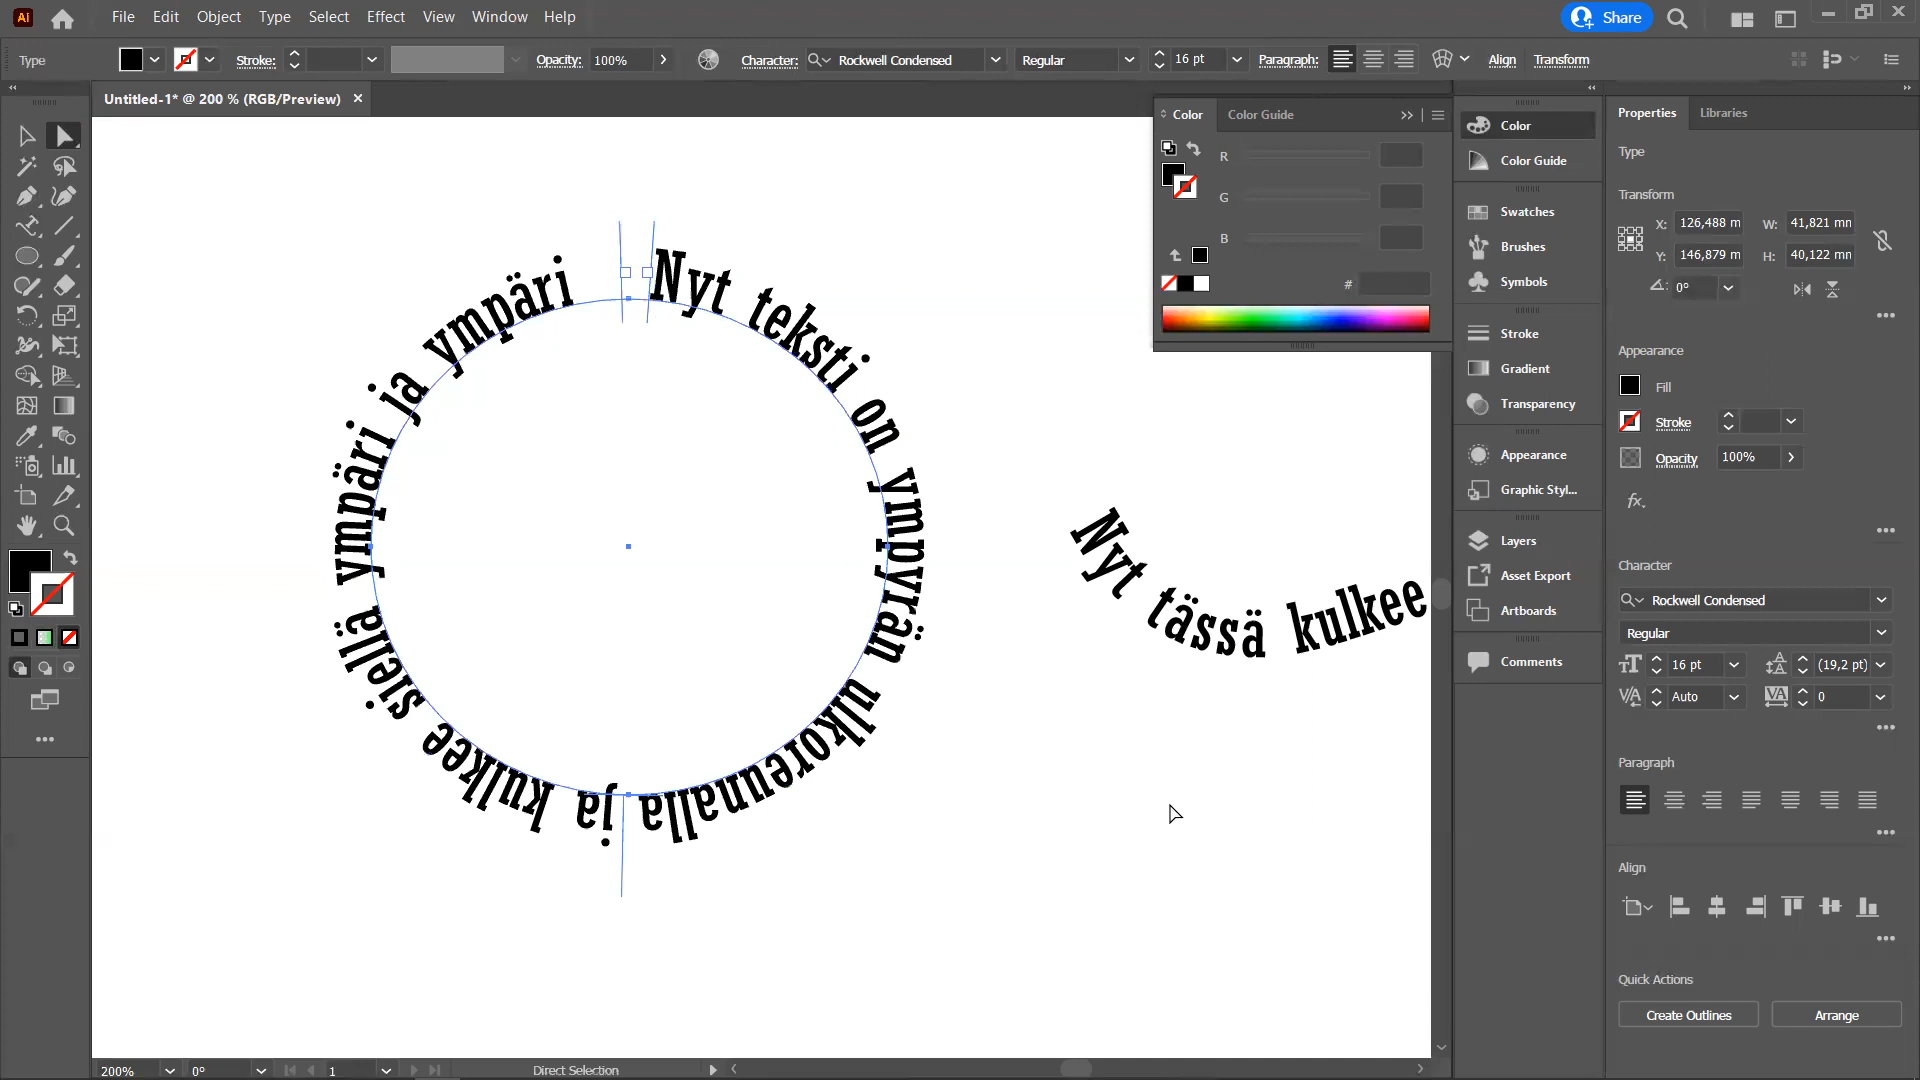 Ai
File Edit Object Type Select Effect View Window Help
Share
Type
Stroke:
Opacity: 100%
Character: Rockwell Condensed
Regular
16 pt
Paragraph:
Align
Transform
Untitled-1* @ 200 % (RGB/Preview)
Color
Color Guide
R
G
B
#
Color
Color Guide
Swatches
Brushes
Symbols
Stroke
Gradient
Transparency
Appearance
Graphic Styl...
Layers
Asset Export
Artboards
Comments
Properties
Libraries
Type
Transform
X: 126,488 m W: 41,821 mn
Y: 146,879 m H: 40,122 mn
0°
Appearance
Fill
Stroke
Opacity 100%
fx.
Character
Rockwell Condensed
Regular
16 pt (19,2 pt)
Auto 0
Paragraph
Align
Quick Actions
Create Outlines
Arrange
Nyt teksti on ympyrän ulkoreunalla ja kulkee siellä ympäri ja ympäri
Nyt tässä kulkee
200% 0° 1 Direct Selection